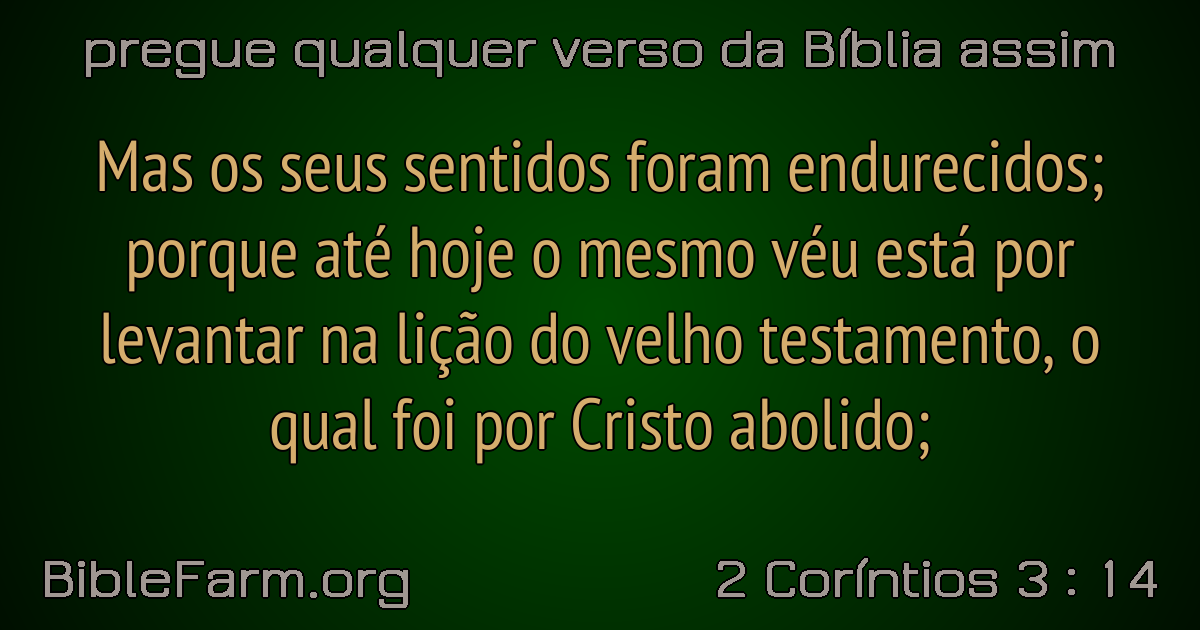 pregue qualquer verso da Bíblia assim
Mas os seus sentidos foram endurecidos;
porque até hoje o mesmo véu está por
levantar na lição do velho testamento, o
qual foi por Cristo abolido;
BibleFarm.org
2 Coríntios 3 : 14